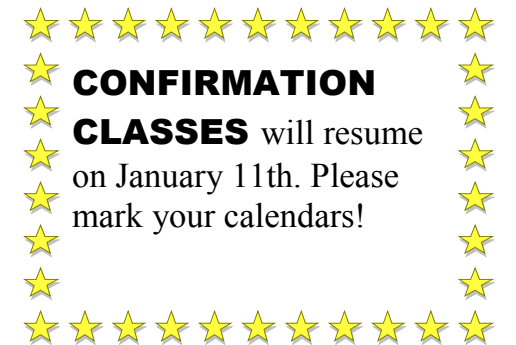 CONFIRMATION
CLASSES will resume
on January 11th. Please
mark your calendars!